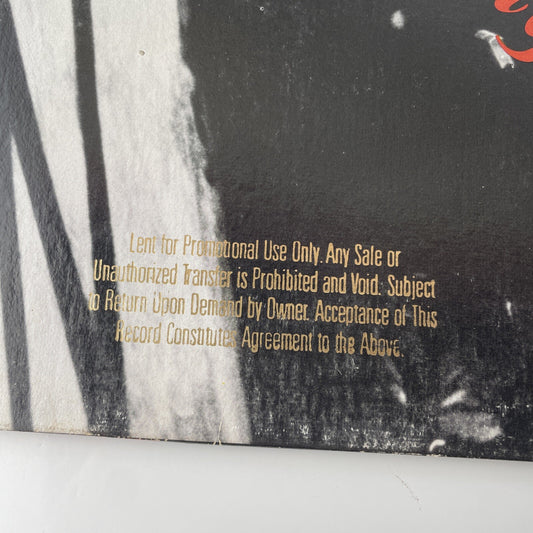 Lent for Promotional Use Only. Any Sale or
Unauthorized Transfer is Prohibited and Void. Subject
to Return Upon Demand by Owner. Acceptance of This
Record Constitutes Agreement to the Above.